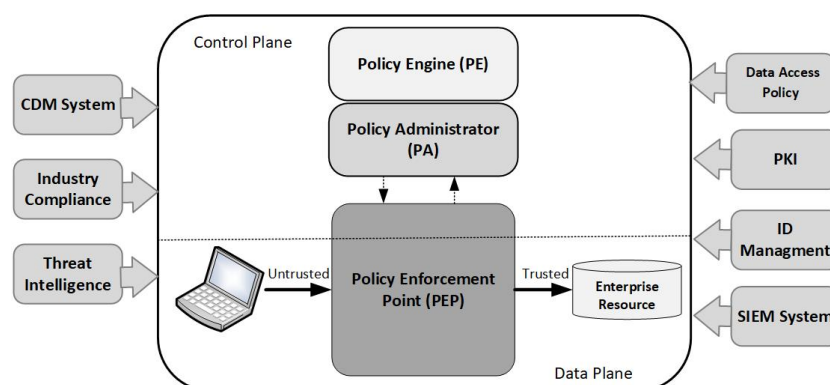 Control Plane
Policy Engine (PE)
Policy Administrator
(PA)
CDM System
Industry
Compliance
Threat
Intelligence
Data Access
Policy
PKI
ID
Managment
SIEM System
Untrusted
Policy Enforcement
Point (PEP)
Trusted
Enterprise
Resource
Data Plane